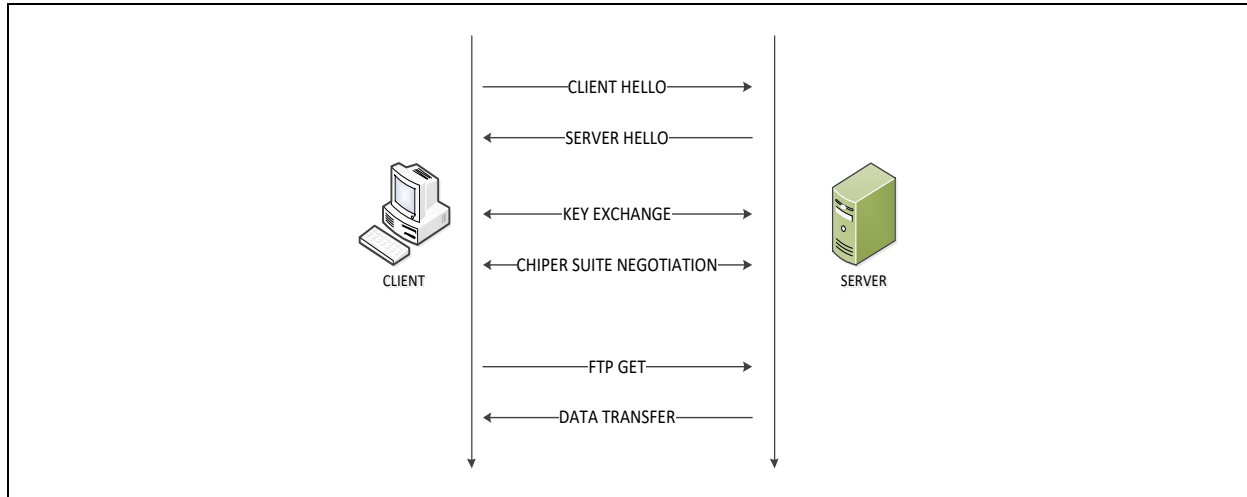 CLIENT HELLO
SERVER HELLO
KEY EXCHANGE
CHIPER SUITE NEGOTIATION
CLIENT
SERVER
FTP GET
DATA TRANSFER